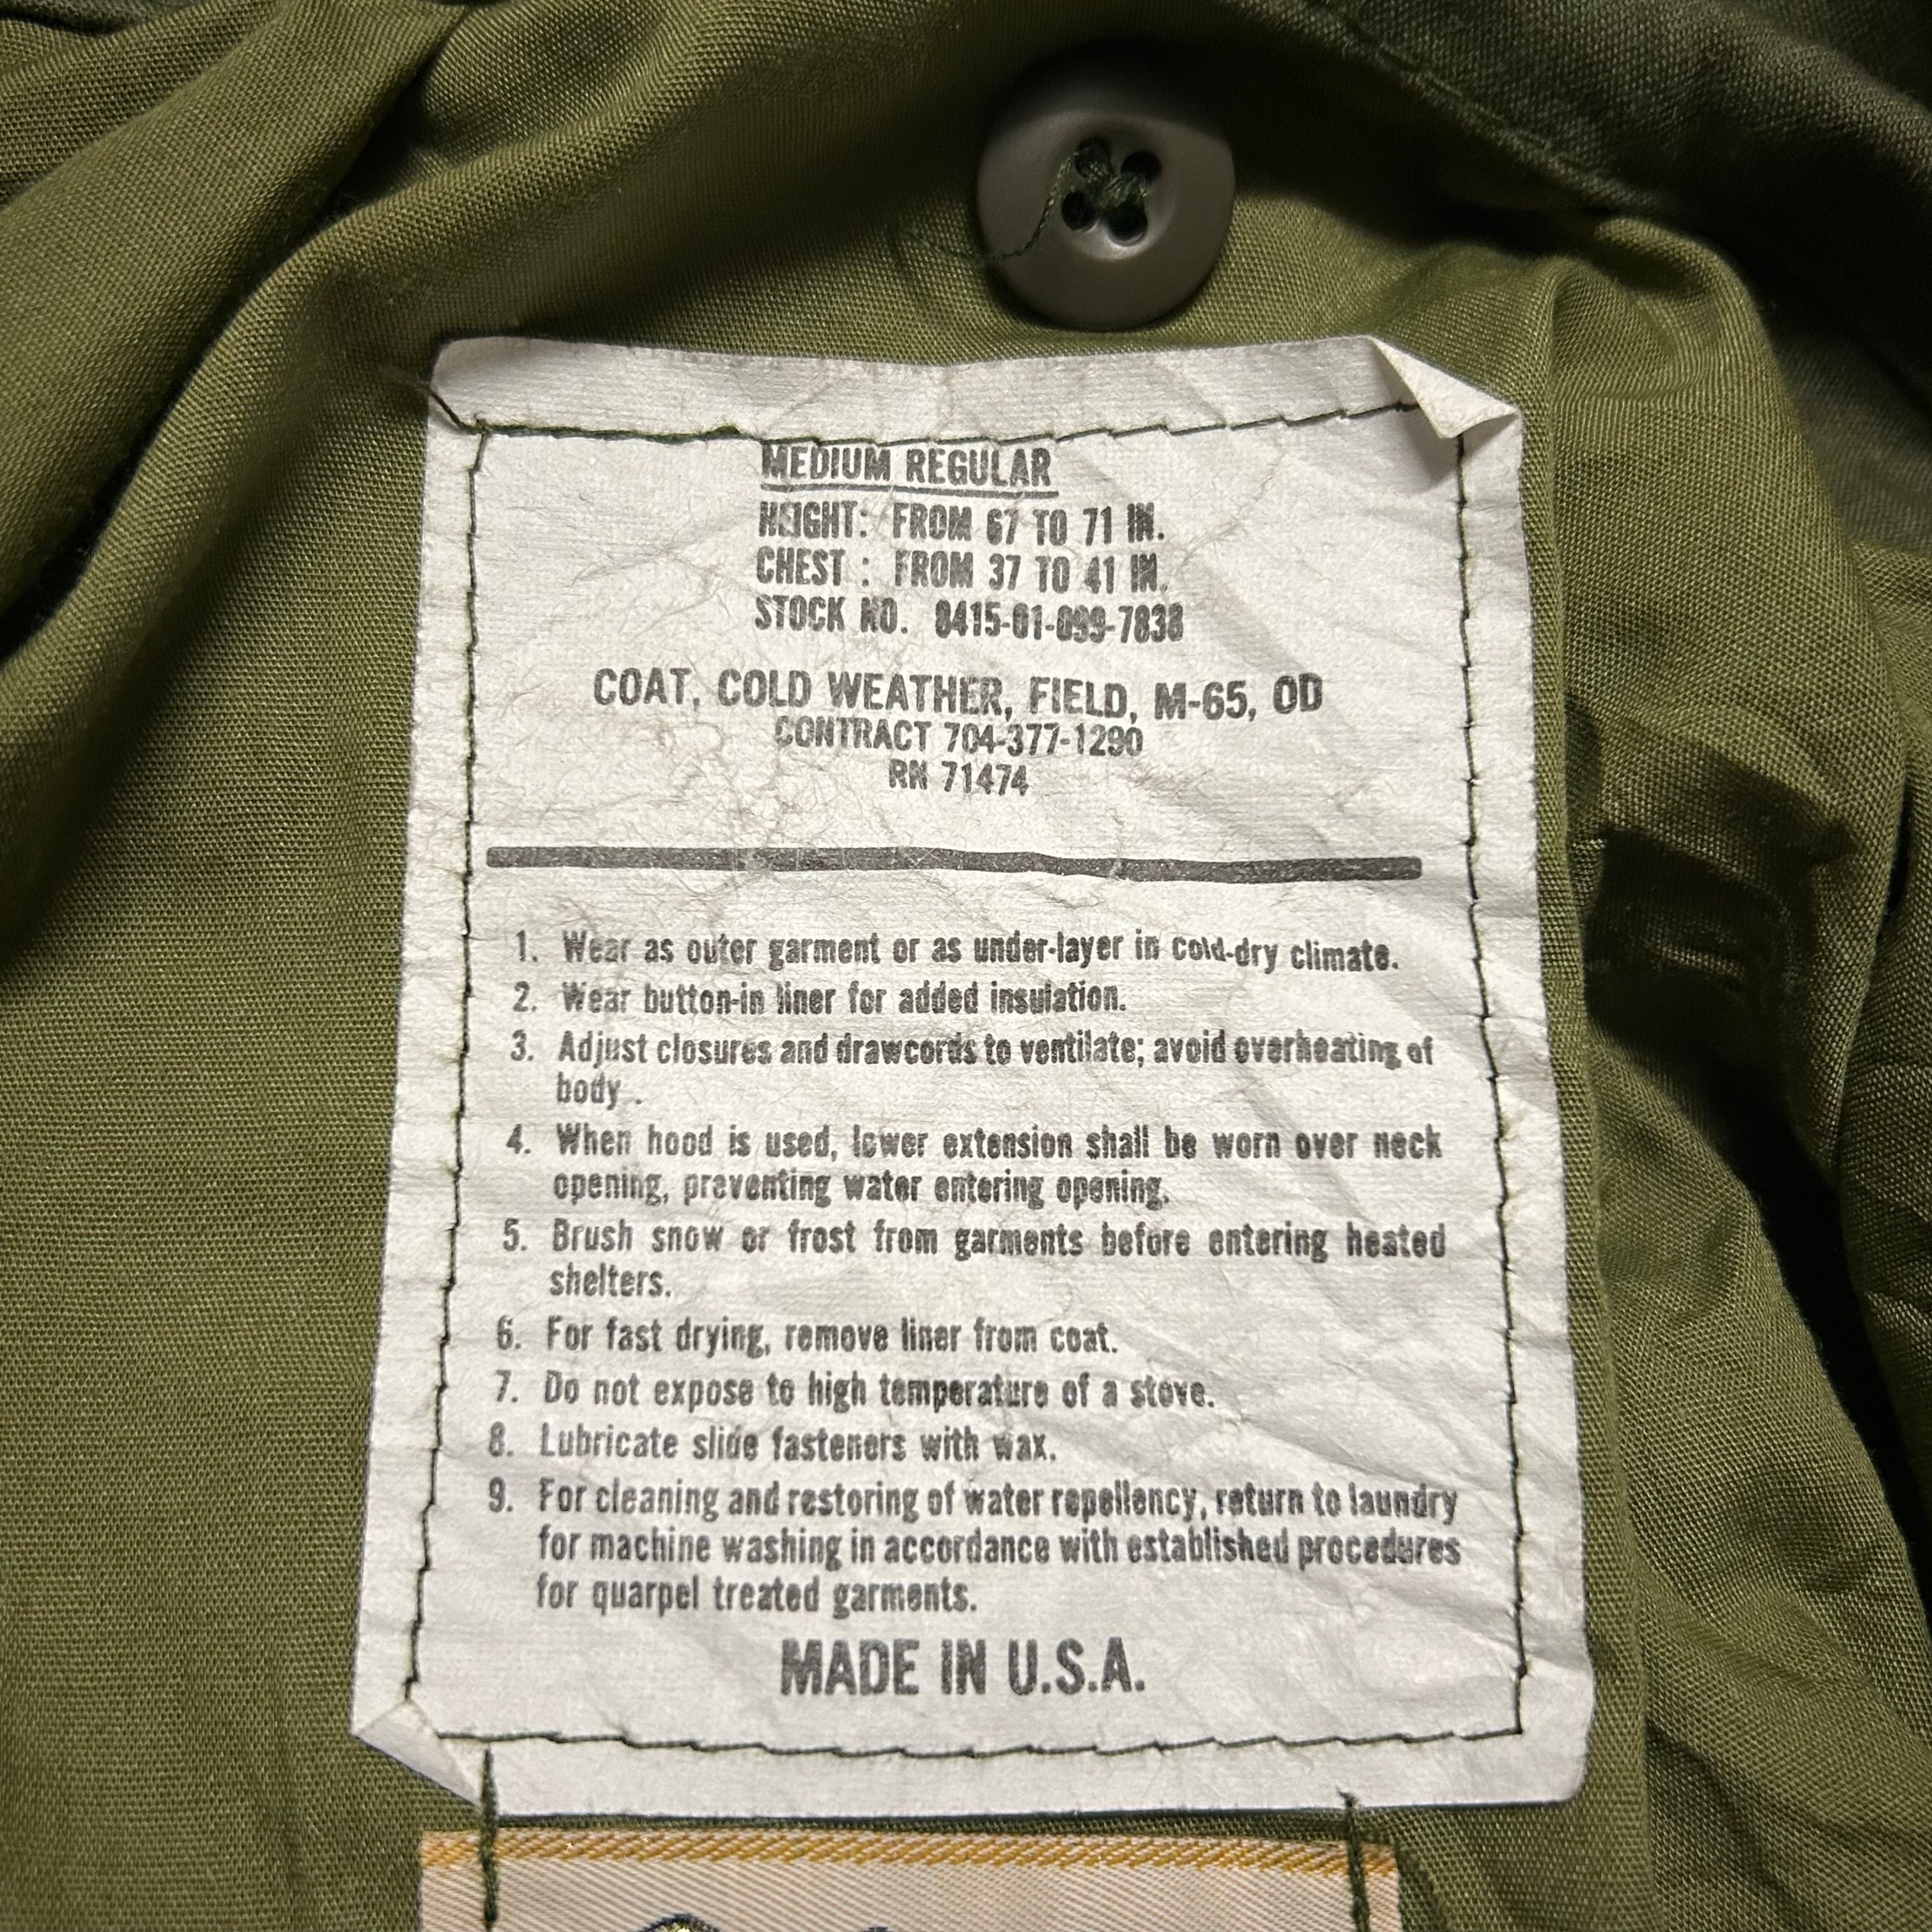 MEDIUM REGULAR
HEIGHT: FROM 67 TO 71 IN.
CHEST : FROM 37 TO 41 IN.
STOCK NO. 8415-01-099-7838
COAT, COLD WEATHER, FIELD, M-65, OD
CONTRACT 704-377-1290
RN 71474
1. Wear as outer garment or as under-layer in cold-dry climate.
2. Wear button-in liner for added insulation.
3. Adjust closures and drawcords to ventilate; avoid overheating of
body .
4. When hood is used, lower extension shall be worn over neck
opening, preventing water entering opening.
5. Brush snow or frost from garments before entering heated
shelters.
6. For fast drying, remove liner from coat.
7. Do not expose to high temperature of a stove.
8. Lubricate slide fasteners with wax.
9. For cleaning and restoring of water repellency, return to laundry
for machine washing in accordance with established procedures
for quarpel treated garments.
MADE IN U.S.A.